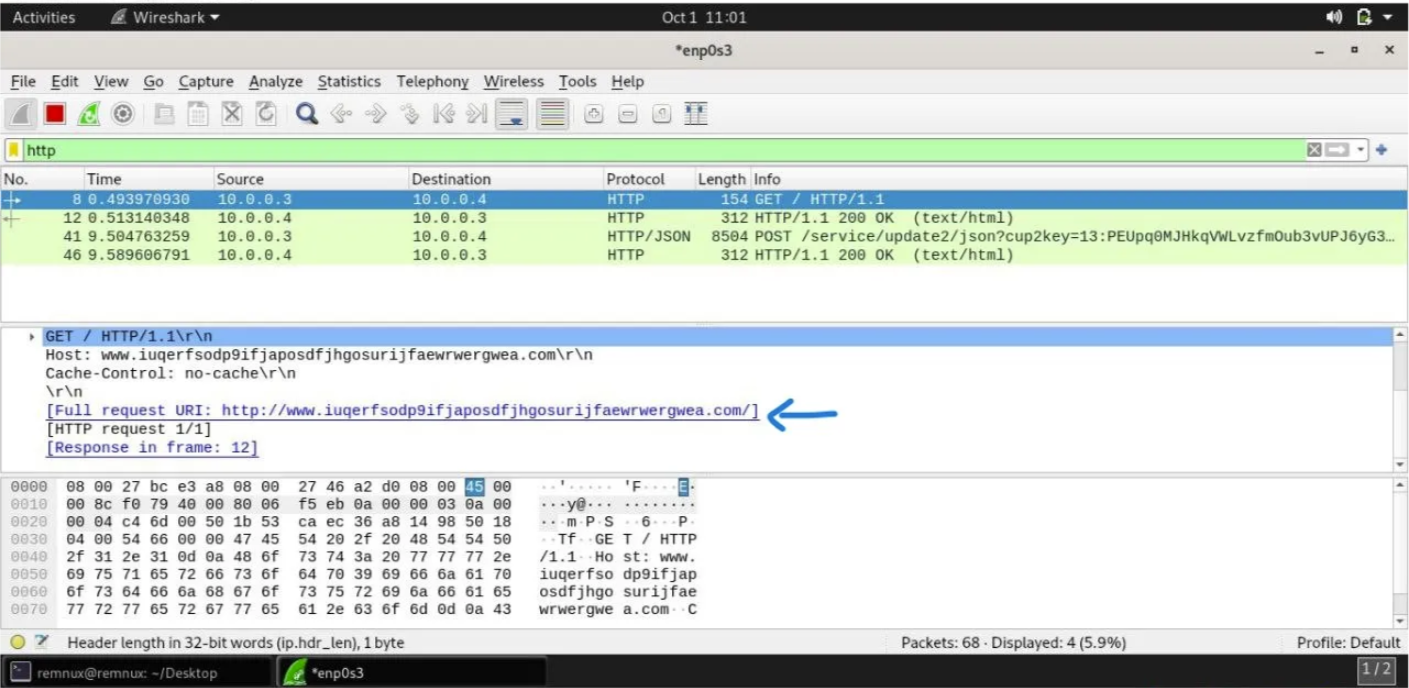 Activities Wireshark Oct 1 11:01
*enp0s3
File Edit View Go Capture Analyze Statistics Telephony Wireless Tools Help
http
No. Time Source Destination Protocol Length Info
8 0.493970930 10.0.0.3 10.0.0.4 HTTP 154 GET / HTTP/1.1
12 0.513140348 10.0.0.4 10.0.0.3 HTTP 312 HTTP/1.1 200 OK (text/html)
41 9.504763259 10.0.0.3 10.0.0.4 HTTP/JSON 8504 POST /service/update2/json?cup2key=13:PEUpq0MJHkqVWLvzfmOub3vUPJ6yG3…
46 9.589606791 10.0.0.4 10.0.0.3 HTTP 312 HTTP/1.1 200 OK (text/html)
GET / HTTP/1.1\r\n
Host: www.iuqerfsodp9ifjaposdfjhgosurijfaewrwergwea.com\r\n
Cache-Control: no-cache\r\n
\r\n
[Full request URI: http://www.iuqerfsodp9ifjaposdfjhgosurijfaewrwergwea.com/]
[HTTP request 1/1]
[Response in frame: 12]
0000 08 00 27 bc e3 a8 08 00 27 46 a2 d0 08 00 45 00 ··'····· 'F····E·
0010 00 8c f0 79 40 00 80 06 f5 eb 0a 00 00 03 0a 00 ···y@··· ········
0020 00 04 c4 6d 00 50 1b 53 ca ec 36 a8 14 98 50 18 ···m·P·S ··6···P·
0030 04 00 54 66 00 00 47 45 54 20 2f 20 48 54 54 50 ··Tf··GE T / HTTP
0040 2f 31 2e 31 0d 0a 48 6f 73 74 3a 20 77 77 77 2e /1.1··Ho st: www.
0050 69 75 71 65 72 66 73 6f 64 70 39 69 66 6a 61 70 iuqerfso dp9ifjap
0060 6f 73 64 66 6a 68 67 6f 73 75 72 69 6a 66 61 65 osdfjhgo surijfae
0070 77 72 77 65 72 67 77 65 61 2e 63 6f 6d 0d 0a 43 wrwergwe a.com··C
Header length in 32-bit words (ip.hdr_len), 1 byte Packets: 68 · Displayed: 4 (5.9%) Profile: Default
remnux@remnux: ~/Desktop *enp0s3 1 / 2